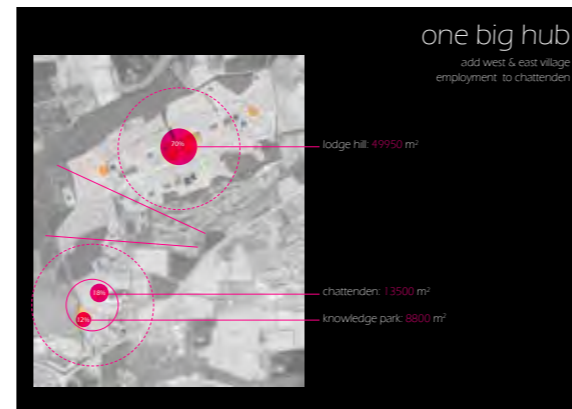 one big hub
add west & east village
employment to chattenden
70%
lodge hill: 49950 m²
18%
chattenden: 13500 m²
12%
knowledge park: 8800 m²